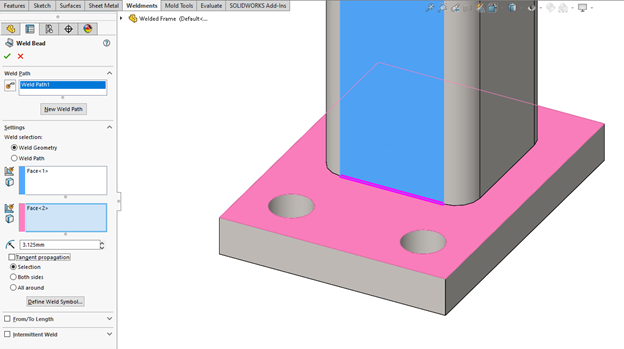 Features Sketch Surfaces Sheet Metal Weldments Mold Tools Evaluate SOLIDWORKS Add-Ins
Welded Frame (Default<...
Weld Bead
Weld Path
Weld Path1
New Weld Path
Settings
Weld selection:
Weld Geometry
Weld Path
Face<1>
Face<2>
3.125mm
Tangent propagation
Selection
Both sides
All around
Define Weld Symbol...
From/To Length
Intermittent Weld